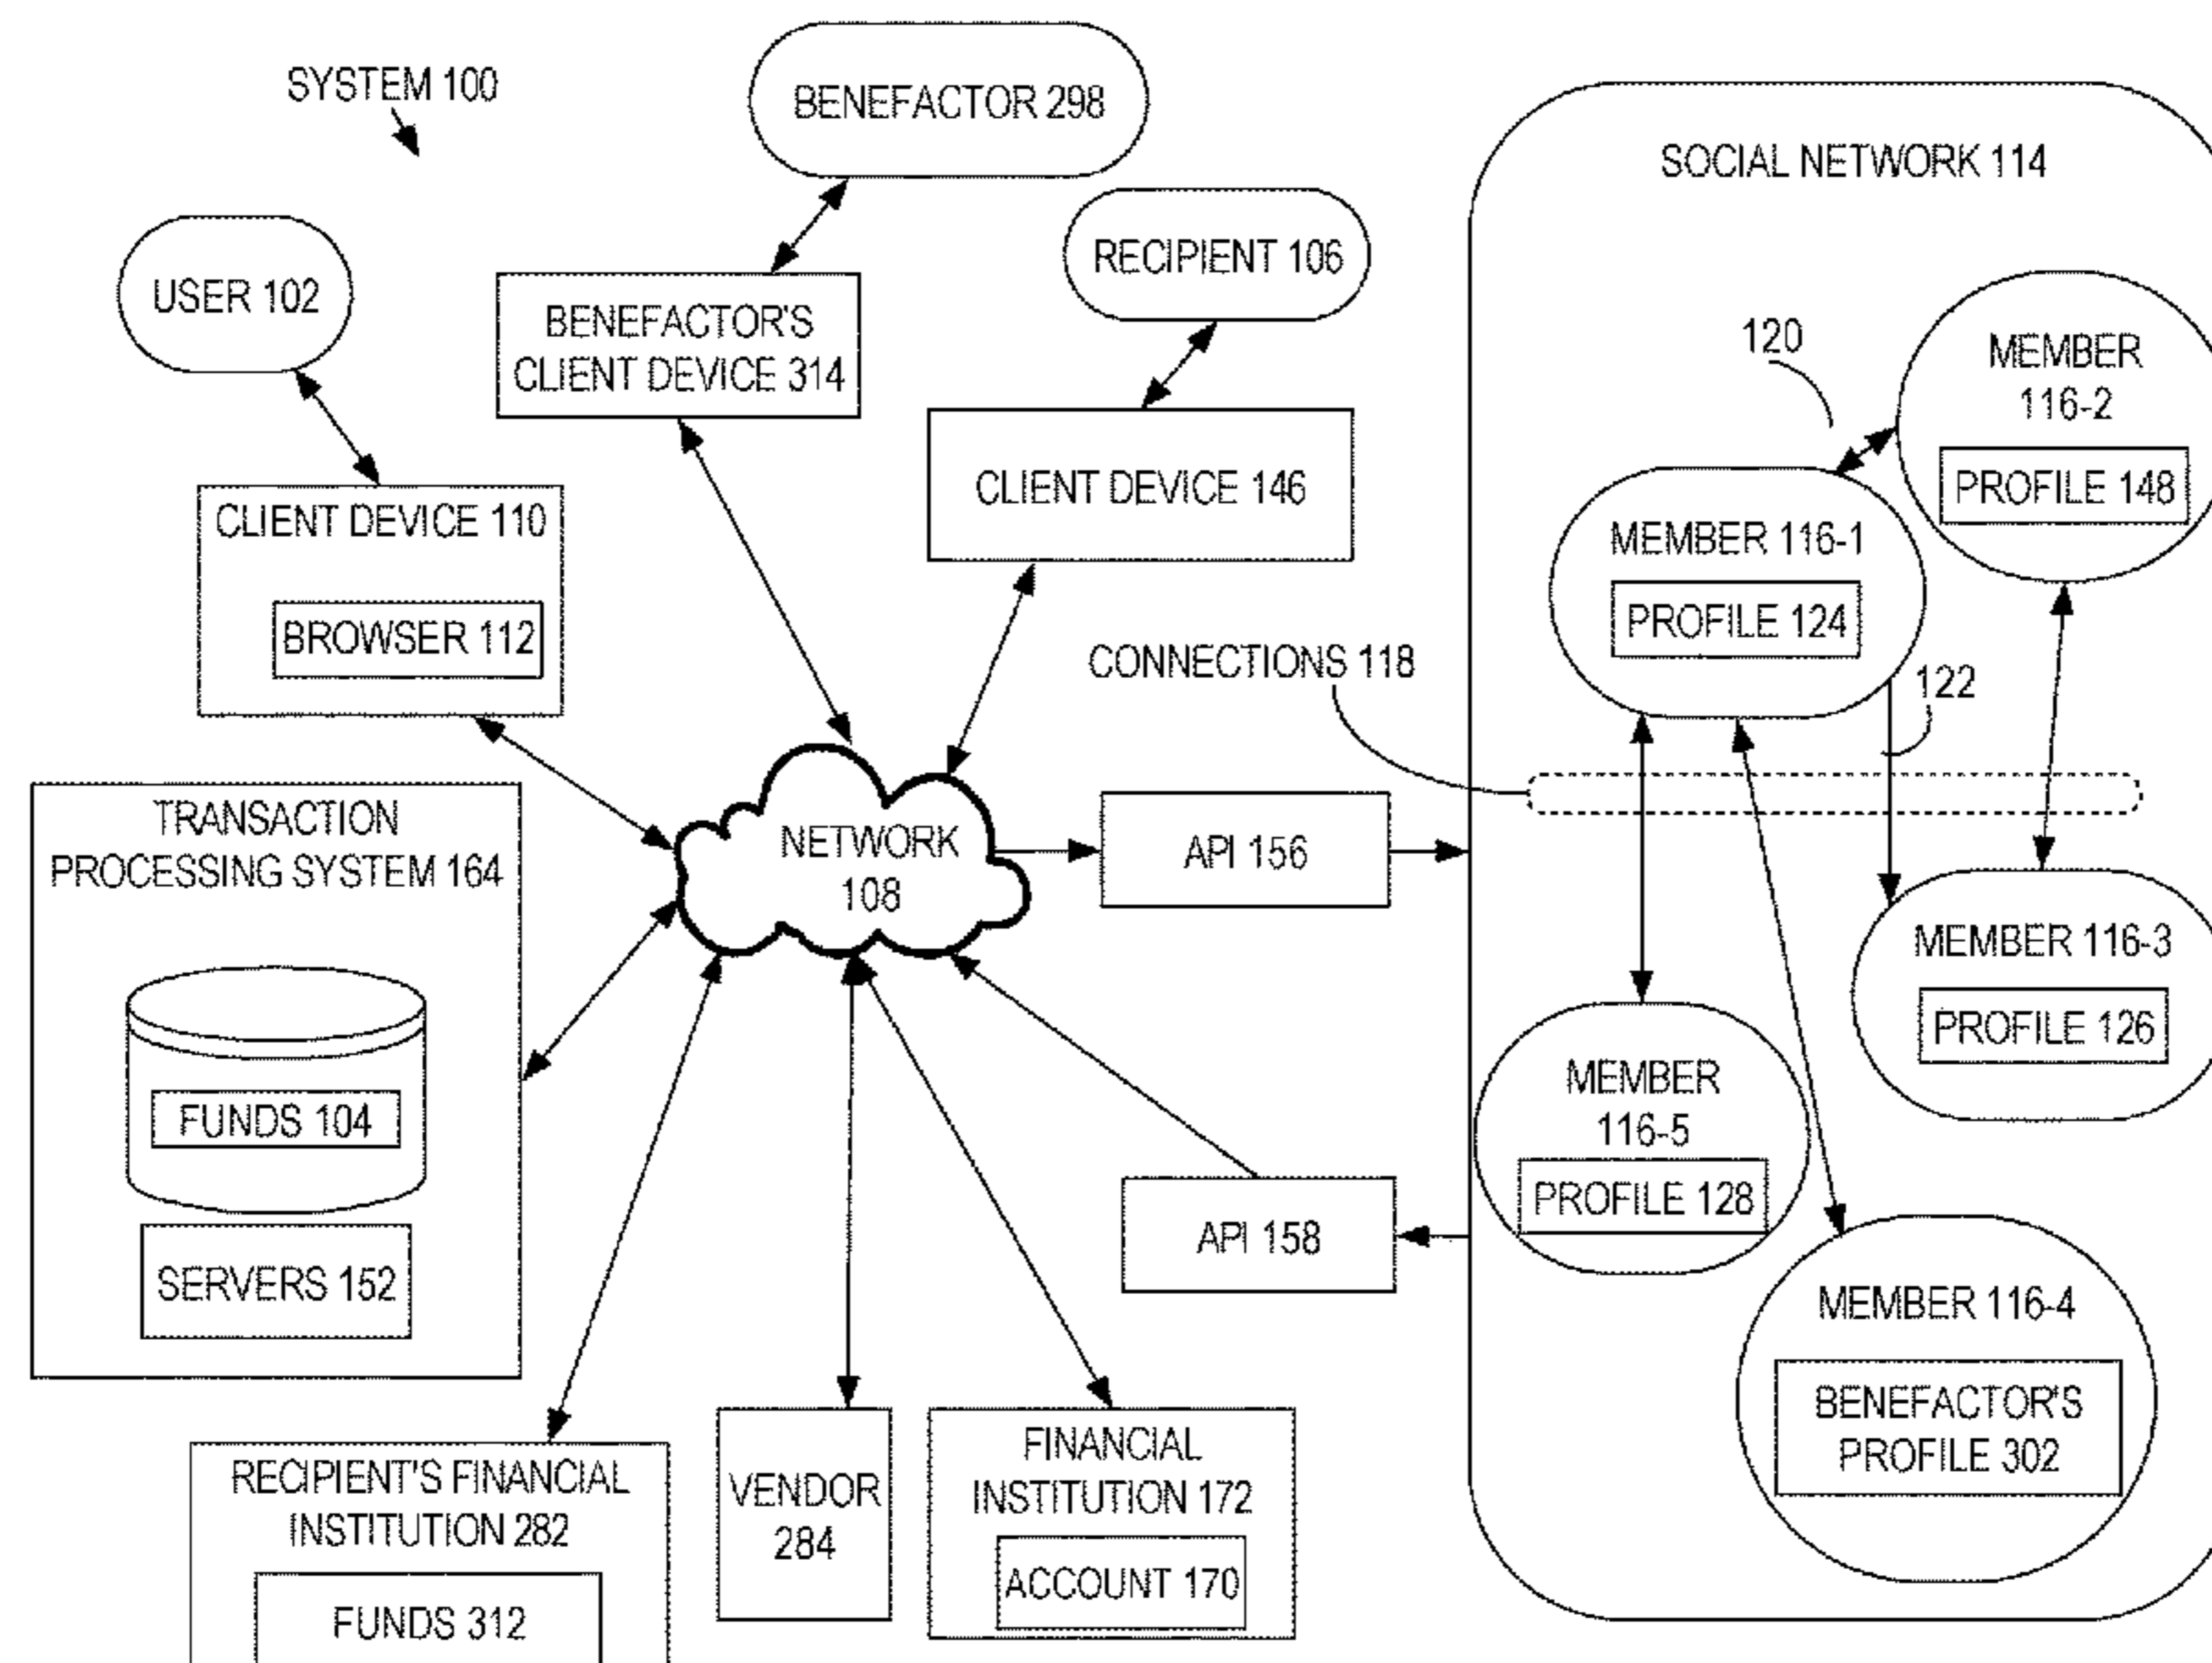 SYSTEM 100
BENEFACTOR 298
SOCIAL NETWORK 114
RECIPIENT 106
USER 102
BENEFACTOR'S
CLIENT DEVICE 314
120
MEMBER
116-2
PROFILE 148
CLIENT DEVICE 146
CLIENT DEVICE 110
BROWSER 112
MEMBER 116-1
PROFILE 124
CONNECTIONS 118
122
TRANSACTION
PROCESSING SYSTEM 164
NETWORK
108
API 156
MEMBER 116-3
PROFILE 126
FUNDS 104
MEMBER
116-5
PROFILE 128
API 158
SERVERS 152
MEMBER 116-4
BENEFACTOR'S
PROFILE 302
RECIPIENT'S FINANCIAL
INSTITUTION 282
FUNDS 312
VENDOR
284
FINANCIAL
INSTITUTION 172
ACCOUNT 170